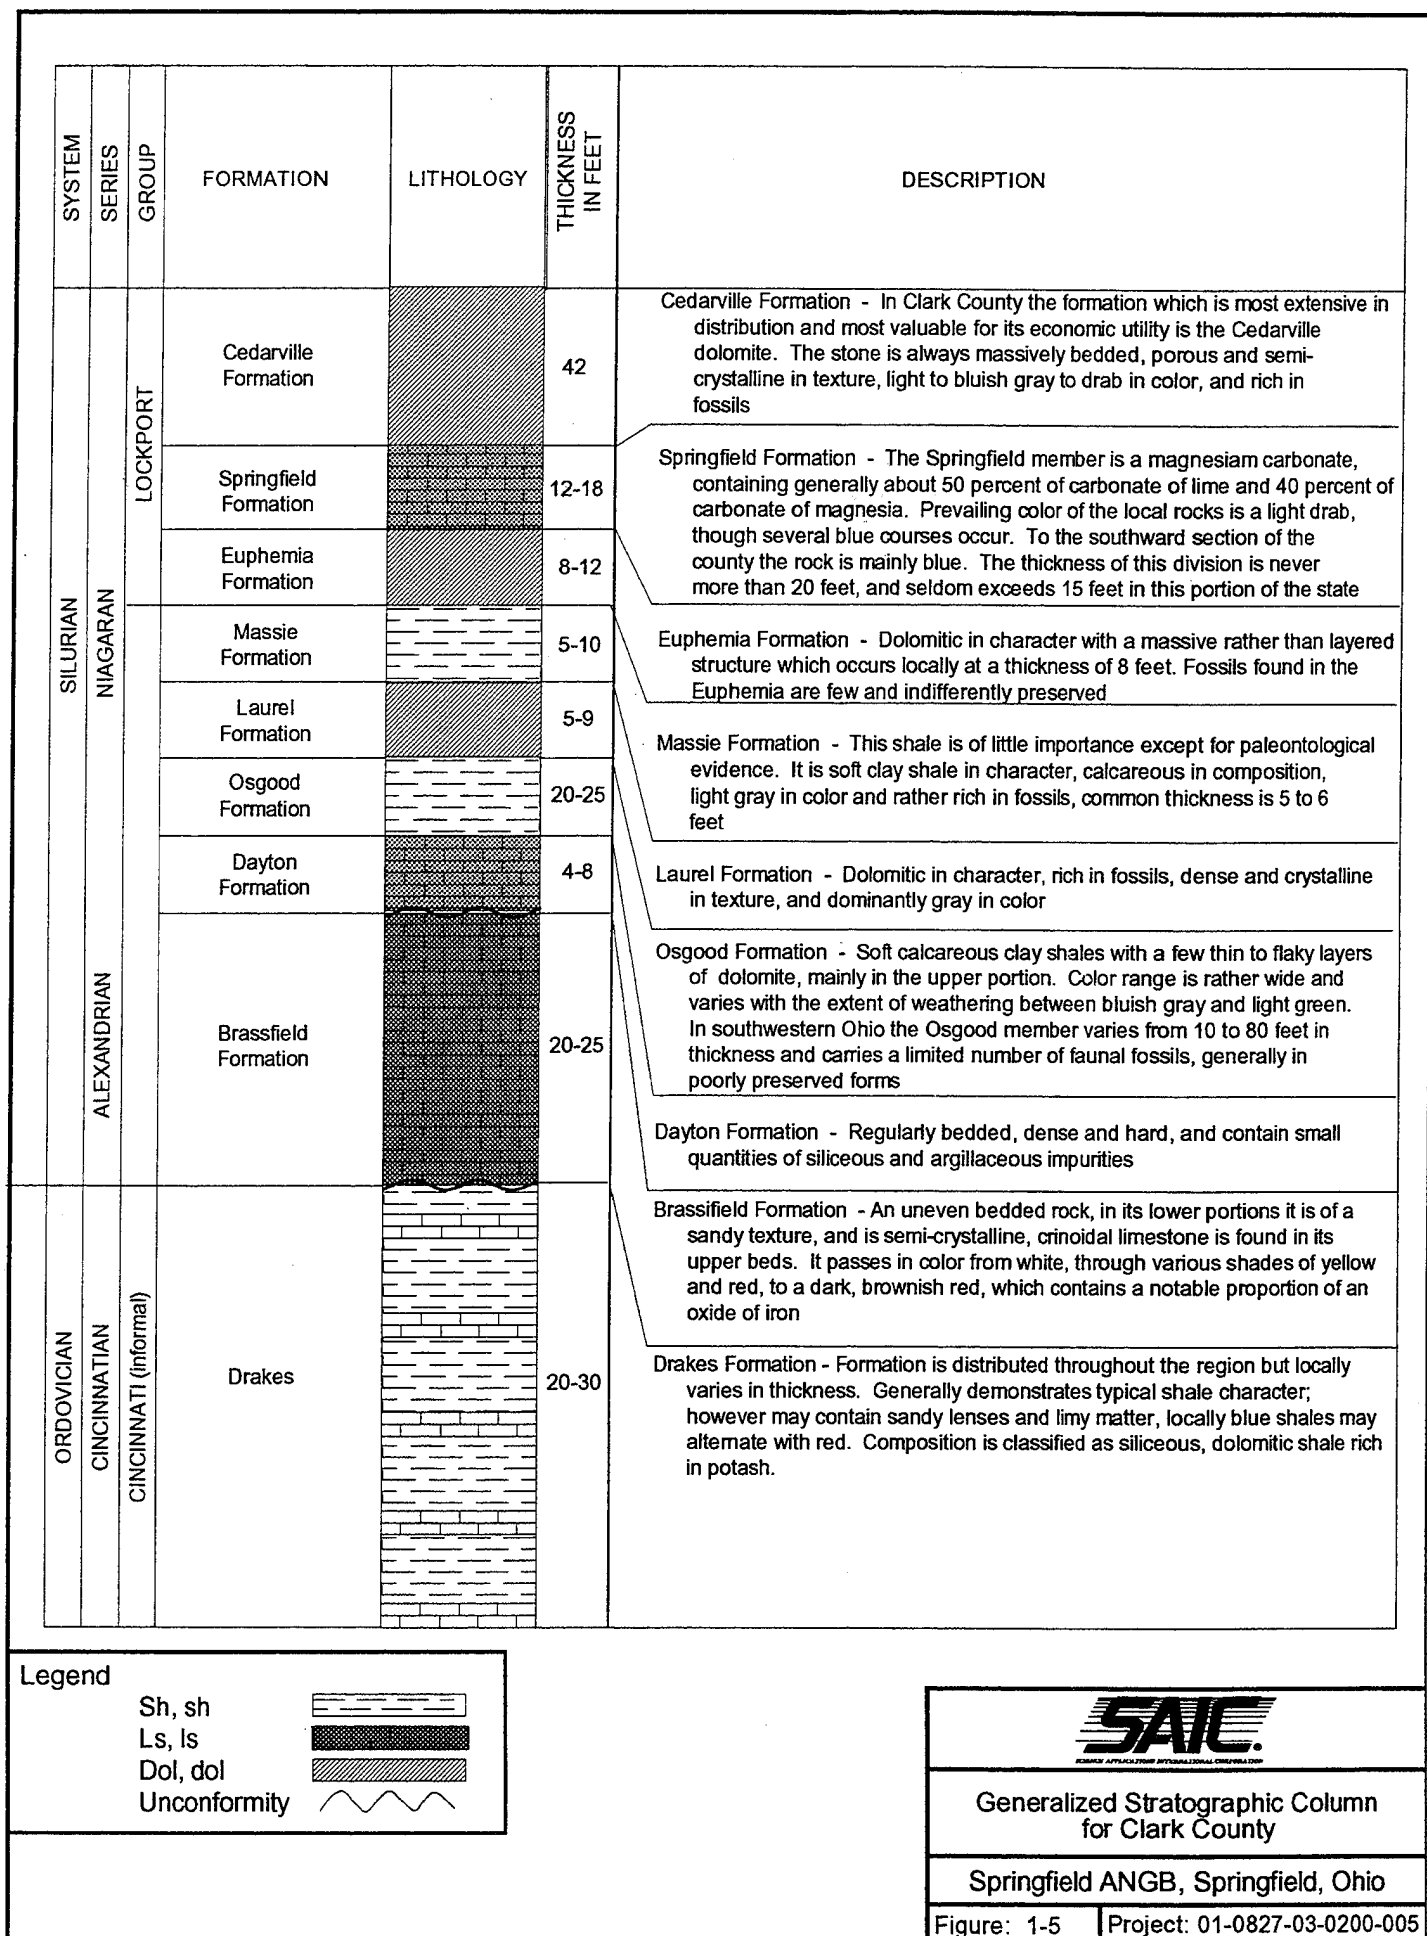 SYSTEM
SERIES
GROUP
FORMATION
LITHOLOGY
THICKNESS
IN FEET
DESCRIPTION
SILURIAN
ORDOVICIAN
NIAGARAN
ALEXANDRIAN
CINCINNATIAN
LOCKPORT
CINCINNATI (informal)
Cedarville
Formation
42
Springfield
Formation
12-18
Euphemia
Formation
8-12
Massie
Formation
5-10
Laurel
Formation
5-9
Osgood
Formation
20-25
Dayton
Formation
4-8
Brassfield
Formation
20-25
Drakes
20-30
Cedarville Formation - In Clark County the formation which is most extensive in
distribution and most valuable for its economic utility is the Cedarville
dolomite. The stone is always massively bedded, porous and semi-
crystalline in texture, light to bluish gray to drab in color, and rich in
fossils
Springfield Formation - The Springfield member is a magnesiam carbonate,
containing generally about 50 percent of carbonate of lime and 40 percent of
carbonate of magnesia. Prevailing color of the local rocks is a light drab,
though several blue courses occur. To the southward section of the
county the rock is mainly blue. The thickness of this division is never
more than 20 feet, and seldom exceeds 15 feet in this portion of the state
Euphemia Formation - Dolomitic in character with a massive rather than layered
structure which occurs locally at a thickness of 8 feet. Fossils found in the
Euphemia are few and indifferently preserved
Massie Formation - This shale is of little importance except for paleontological
evidence. It is soft clay shale in character, calcareous in composition,
light gray in color and rather rich in fossils, common thickness is 5 to 6
feet
Laurel Formation - Dolomitic in character, rich in fossils, dense and crystalline
in texture, and dominantly gray in color
Osgood Formation - Soft calcareous clay shales with a few thin to flaky layers
of dolomite, mainly in the upper portion. Color range is rather wide and
varies with the extent of weathering between bluish gray and light green.
In southwestern Ohio the Osgood member varies from 10 to 80 feet in
thickness and carries a limited number of faunal fossils, generally in
poorly preserved forms
Dayton Formation - Regularly bedded, dense and hard, and contain small
quantities of siliceous and argillaceous impurities
Brassifield Formation - An uneven bedded rock, in its lower portions it is of a
sandy texture, and is semi-crystalline, crinoidal limestone is found in its
upper beds. It passes in color from white, through various shades of yellow
and red, to a dark, brownish red, which contains a notable proportion of an
oxide of iron
Drakes Formation - Formation is distributed throughout the region but locally
varies in thickness. Generally demonstrates typical shale character;
however may contain sandy lenses and limy matter, locally blue shales may
alternate with red. Composition is classified as siliceous, dolomitic shale rich
in potash.
Legend
Sh, sh
Ls, ls
Dol, dol
Unconformity
SAIC.
SCIENCE APPLICATIONS INTERNATIONAL CORPORATION
Generalized Stratographic Column
for Clark County
Springfield ANGB, Springfield, Ohio
Figure: 1-5
Project: 01-0827-03-0200-005